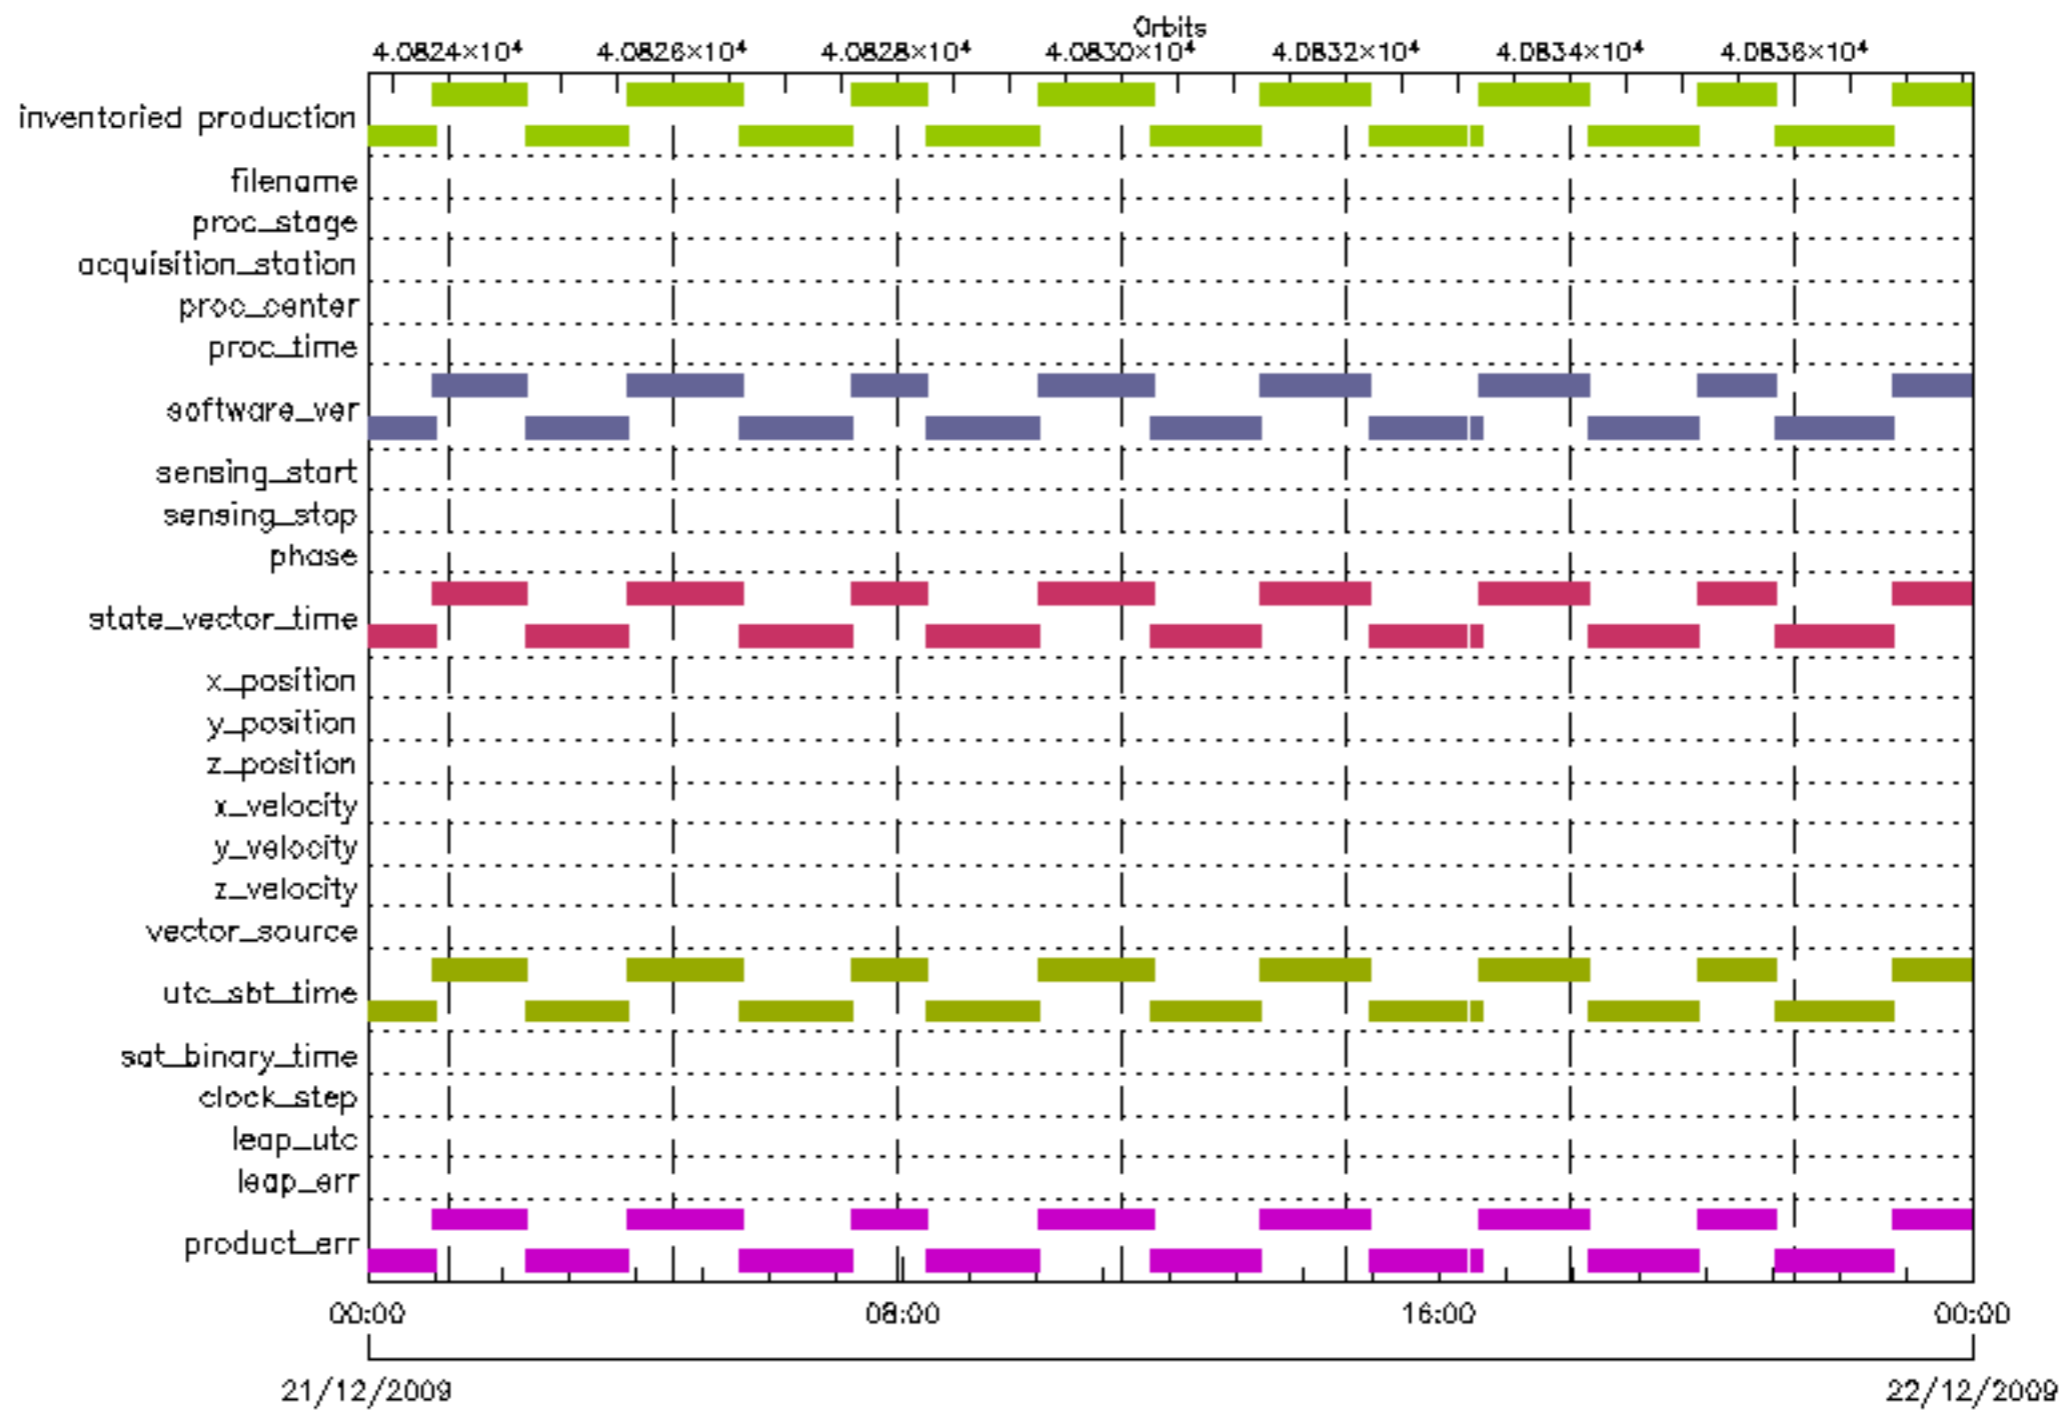 Orbits
4.0824×10⁴ 4.0826×10⁴ 4.0828×10⁴ 4.0830×10⁴ 4.0832×10⁴ 4.0834×10⁴ 4.0836×10⁴
inventoried production
filename
proc_stage
acquisition_station
proc_center
proc_time
software_ver
sensing_start
sensing_stop
phase
state_vector_time
x_position
y_position
z_position
x_velocity
y_velocity
z_velocity
vector_source
utc_sbt_time
sat_binary_time
clock_step
leap_utc
leap_err
product_err
00:00 08:00 16:00 00:00
21/12/2009 22/12/2009